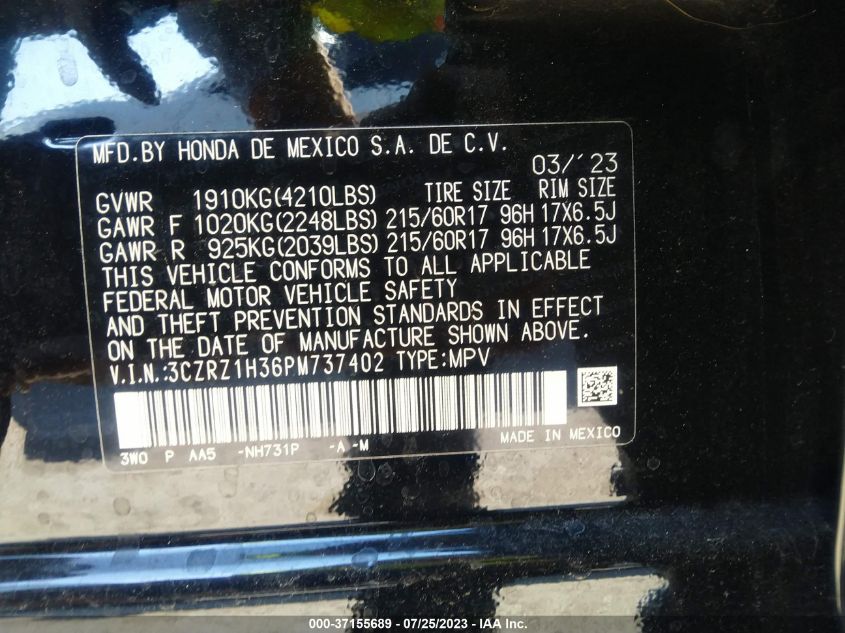 MFD.BY HONDA DE MEXICO S.A. DE C.V.
03/´23
GVWR 1910KG(4210LBS) TIRE SIZE RIM SIZE
GAWR F 1020KG(2248LBS) 215/60R17 96H 17X6.5J
GAWR R 925KG(2039LBS) 215/60R17 96H 17X6.5J
THIS VEHICLE CONFORMS TO ALL APPLICABLE
FEDERAL MOTOR VEHICLE SAFETY
AND THEFT PREVENTION STANDARDS IN EFFECT
ON THE DATE OF MANUFACTURE SHOWN ABOVE.
V.I.N.:3CZRZ1H36PM737402 TYPE:MPV
3W0 P AA5 -NH731P -A -M MADE IN MEXICO
000-37155689 - 07/25/2023 - IAA Inc.